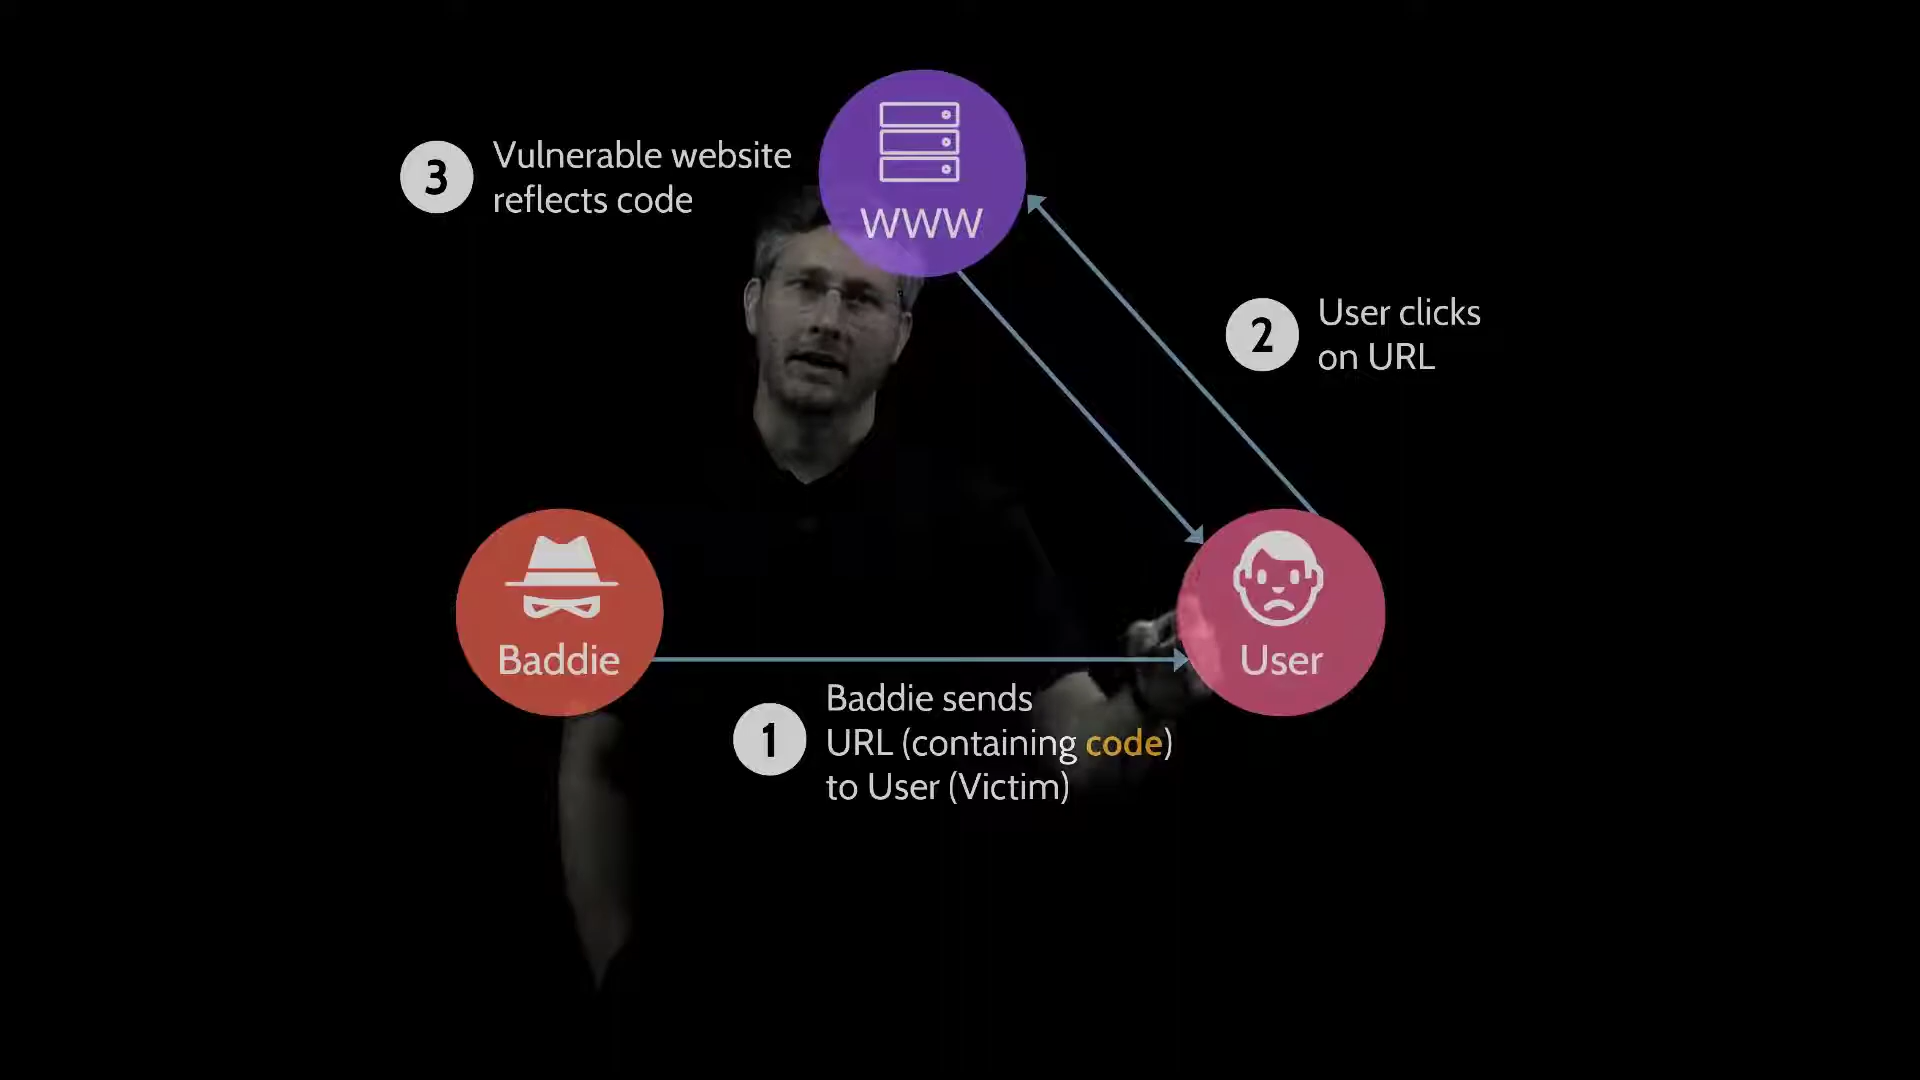 3
Vulnerable website
reflects code
WWW
2
User clicks
on URL
Baddie
User
1
Baddie sends
URL (containing code)
to User (Victim)